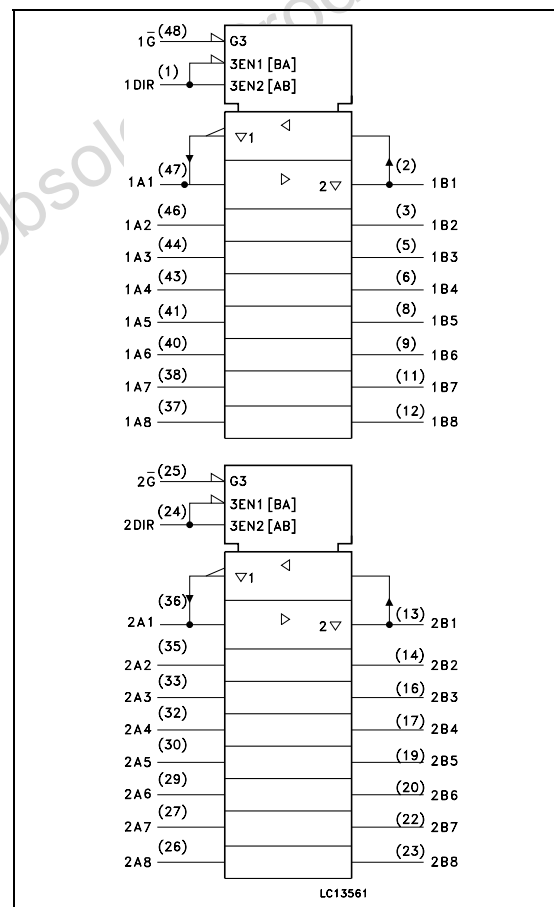 1G̅ (48) G3
3EN1 [BA]
1DIR (1) 3EN2 [AB]
▽1 ◁
1A1 (47) ▷ 2▽ (2) 1B1
1A2 (46) (3) 1B2
1A3 (44) (5) 1B3
1A4 (43) (6) 1B4
1A5 (41) (8) 1B5
1A6 (40) (9) 1B6
1A7 (38) (11) 1B7
1A8 (37) (12) 1B8
2G̅ (25) G3
3EN1 [BA]
2DIR (24) 3EN2 [AB]
▽1 ◁
2A1 (36) ▷ 2▽ (13) 2B1
2A2 (35) (14) 2B2
2A3 (33) (16) 2B3
2A4 (32) (17) 2B4
2A5 (30) (19) 2B5
2A6 (29) (20) 2B6
2A7 (27) (22) 2B7
2A8 (26) (23) 2B8
LC13561